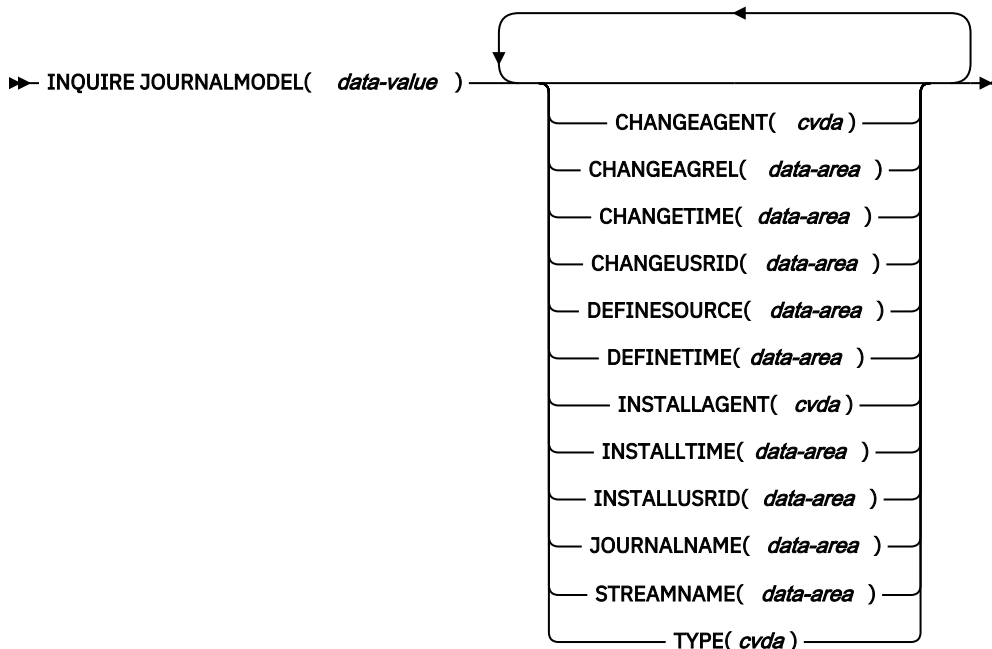 INQUIRE JOURNALMODEL( data-value )
CHANGEAGENT( cvda )
CHANGEAGREL( data-area )
CHANGETIME( data-area )
CHANGEUSRID( data-area )
DEFINESOURCE( data-area )
DEFINETIME( data-area )
INSTALLAGENT( cvda )
INSTALLTIME( data-area )
INSTALLUSRID( data-area )
JOURNALNAME( data-area )
STREAMNAME( data-area )
TYPE( cvda )